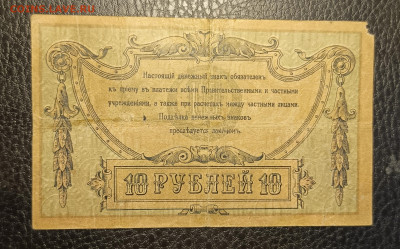 Настоящій денежный знакъ обязателенъ
къ пріему въ платежи всѣми Правительственными и частными
учрежденіями, а также при расчетахъ между частными лицами.
Поддѣлка денежныхъ знаковъ
преслѣдуется закономъ.
10 РУБЛЕЙ 10